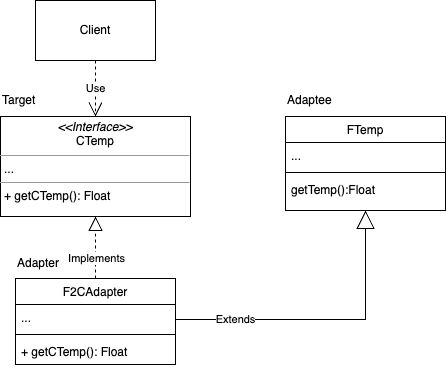 Client
Use
Target
Adaptee
<<Interface>>
CTemp
...
+ getCTemp(): Float
FTemp
...
getTemp():Float
Implements
Adapter
F2CAdapter
...
+ getCTemp(): Float
Extends